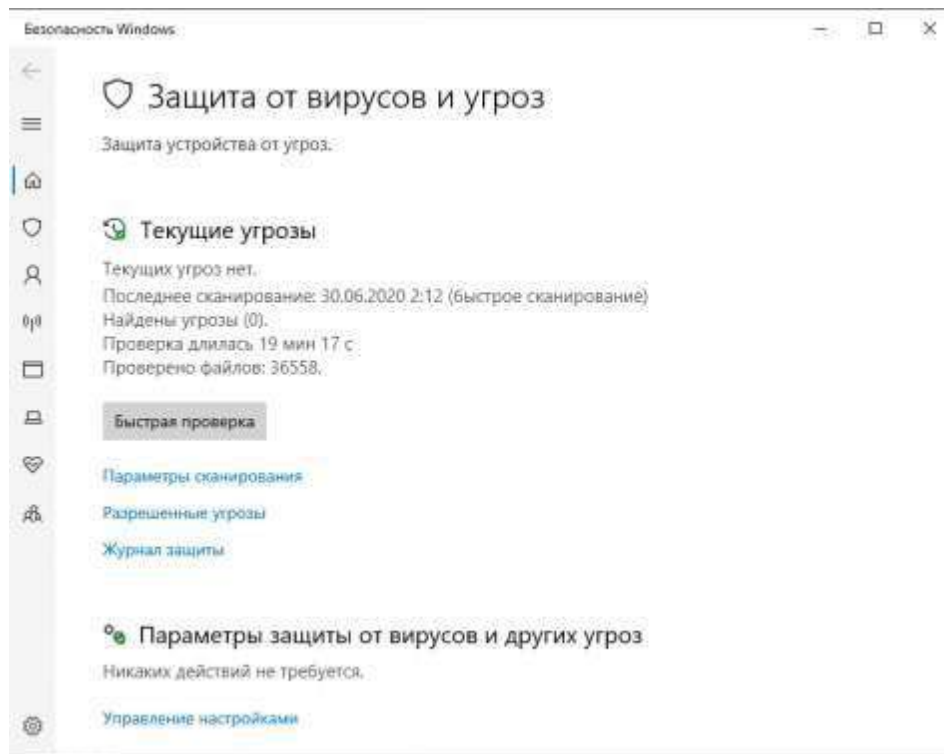 Безопасность Windows
Защита от вирусов и угроз
Защита устройства от угроз.
Текущие угрозы
Текущих угроз нет.
Последнее сканирование: 30.06.2020 2:12 (быстрое сканирование)
Найдены угрозы (0).
Проверка длилась 19 мин 17 с
Проверено файлов: 36558.
Быстрая проверка
Параметры сканирования
Разрешенные угрозы
Журнал защиты
Параметры защиты от вирусов и других угроз
Никаких действий не требуется.
Управление настройками